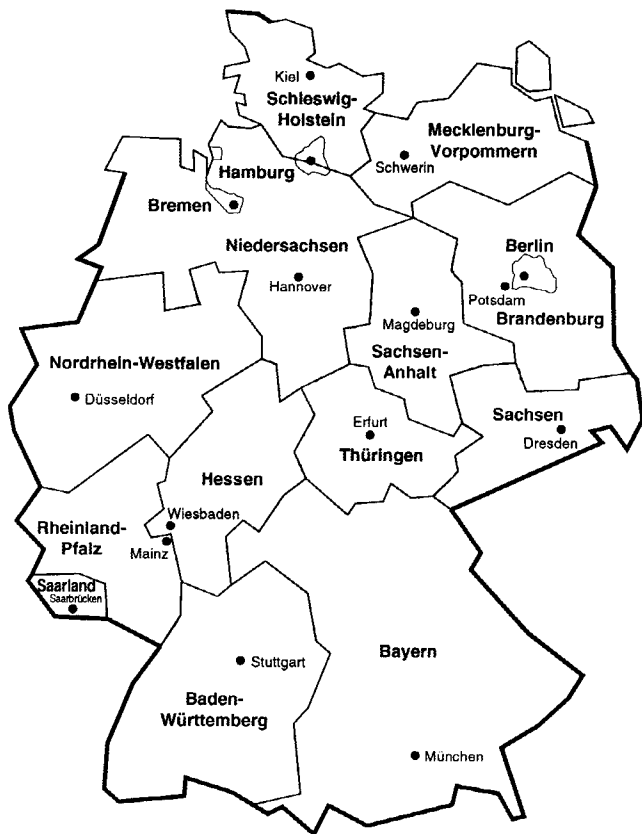 Kiel
Schleswig-
Holstein
Mecklenburg-
Vorpommern
Hamburg
Schwerin
Bremen
Niedersachsen
Berlin
Hannover
Potsdam
Brandenburg
Magdeburg
Sachsen-
Anhalt
Nordrhein-Westfalen
Düsseldorf
Erfurt
Thüringen
Sachsen
Dresden
Hessen
Wiesbaden
Rheinland-
Pfalz
Mainz
Saarland
Saarbrücken
Stuttgart
Bayern
Baden-
Württemberg
München